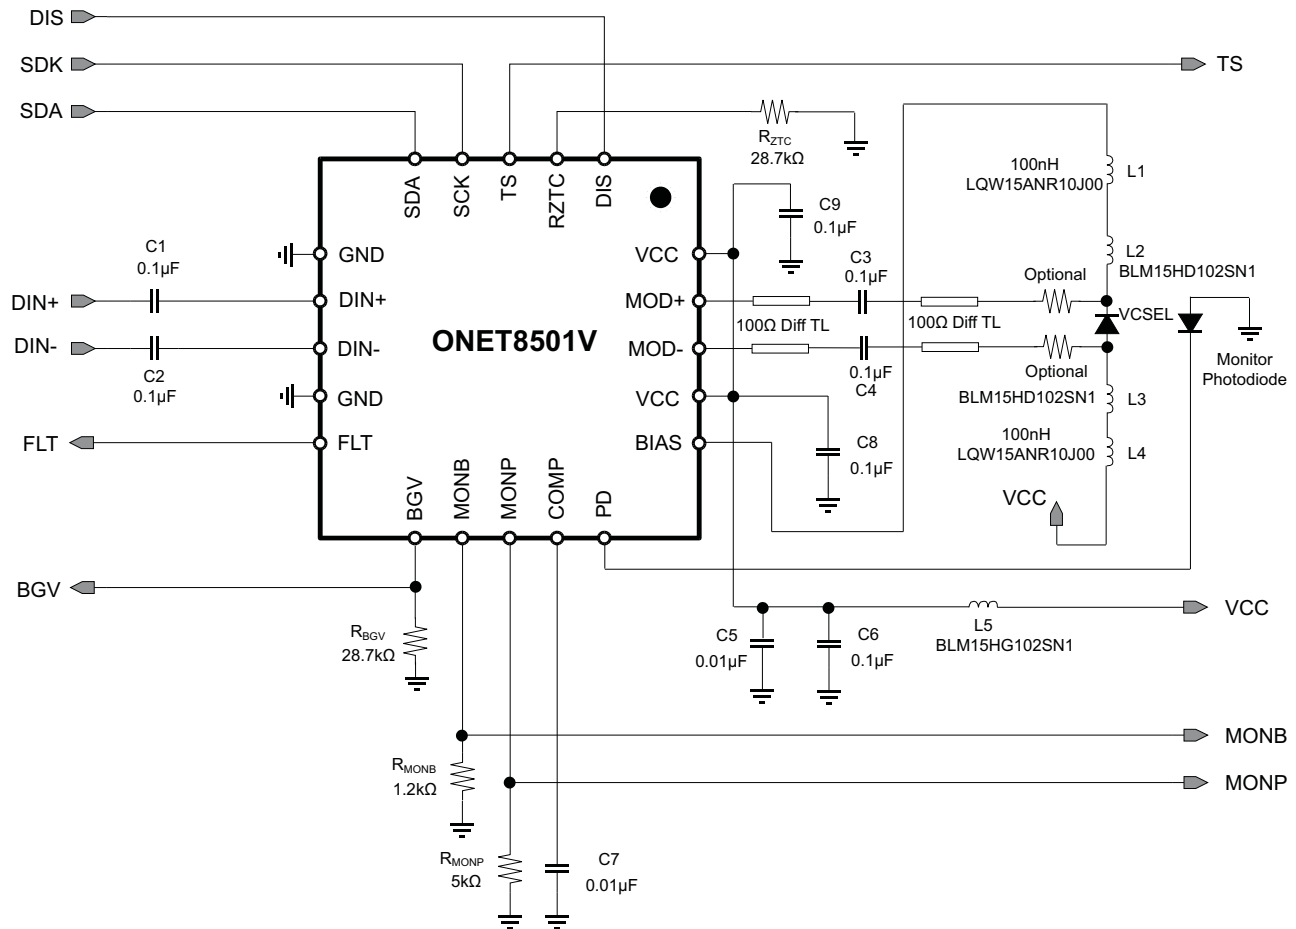 DIS
SDK
SDA
TS
R_ZTC
28.7kΩ
100nH
LQW15ANR10J00
L1
SDA
SCK
TS
RZTC
DIS
C9
0.1µF
L2
BLM15HD102SN1
C1
0.1µF
GND
VCC
C3
0.1µF
Optional
DIN+
DIN+
MOD+
VCSEL
ONET8501V
100Ω Diff TL
100Ω Diff TL
DIN-
DIN-
MOD-
Monitor
Photodiode
C2
0.1µF
0.1µF
C4
Optional
GND
VCC
BLM15HD102SN1
L3
FLT
FLT
BIAS
C8
0.1µF
100nH
LQW15ANR10J00
L4
BGV
MONB
MONP
COMP
PD
VCC
BGV
R_BGV
28.7kΩ
C5
0.01µF
C6
0.1µF
L5
BLM15HG102SN1
VCC
MONB
R_MONB
1.2kΩ
MONP
R_MONP
5kΩ
C7
0.01µF